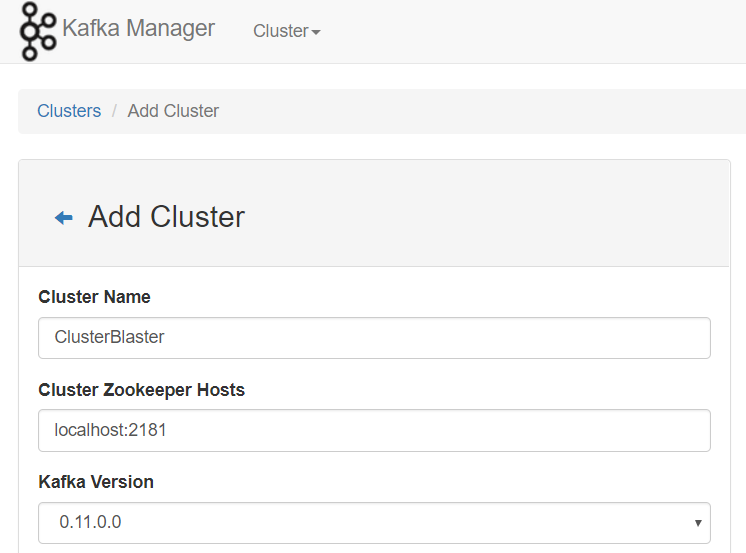 Kafka Manager Cluster
Clusters / Add Cluster
Add Cluster
Cluster Name
ClusterBlaster
Cluster Zookeeper Hosts
localhost:2181
Kafka Version
0.11.0.0